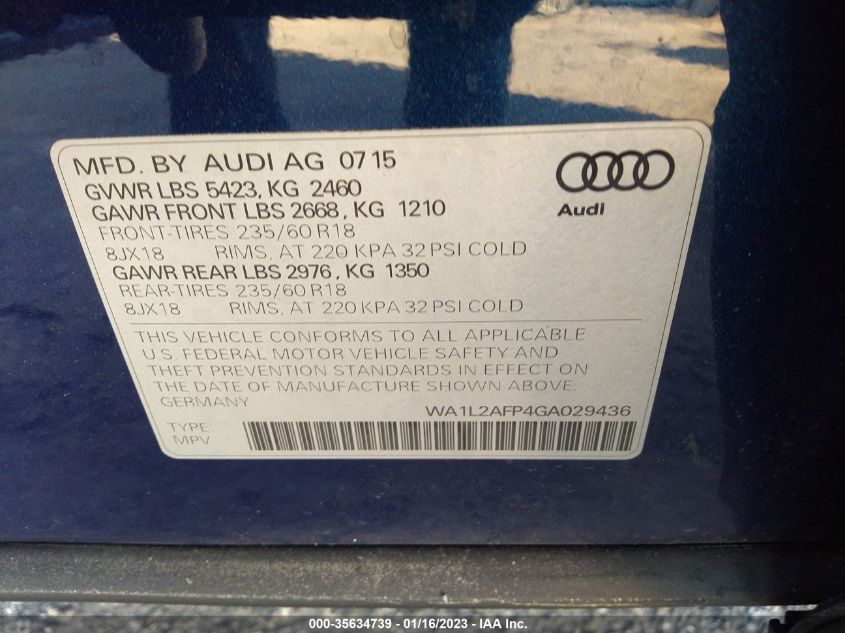 MFD. BY AUDI AG 0715
GVWR LBS 5423, KG 2460
GAWR FRONT LBS 2668, KG 1210
FRONT-TIRES 235/60 R18
8JX18 RIMS, AT 220 KPA 32 PSI COLD
GAWR REAR LBS 2976, KG 1350
REAR-TIRES 235/60 R18
8JX18 RIMS, AT 220 KPA 32 PSI COLD
Audi
THIS VEHICLE CONFORMS TO ALL APPLICABLE
U.S. FEDERAL MOTOR VEHICLE SAFETY AND
THEFT PREVENTION STANDARDS IN EFFECT ON
THE DATE OF MANUFACTURE SHOWN ABOVE.
GERMANY
WA1L2AFP4GA029436
TYPE
MPV
000-35634739 - 01/16/2023 - IAA Inc.